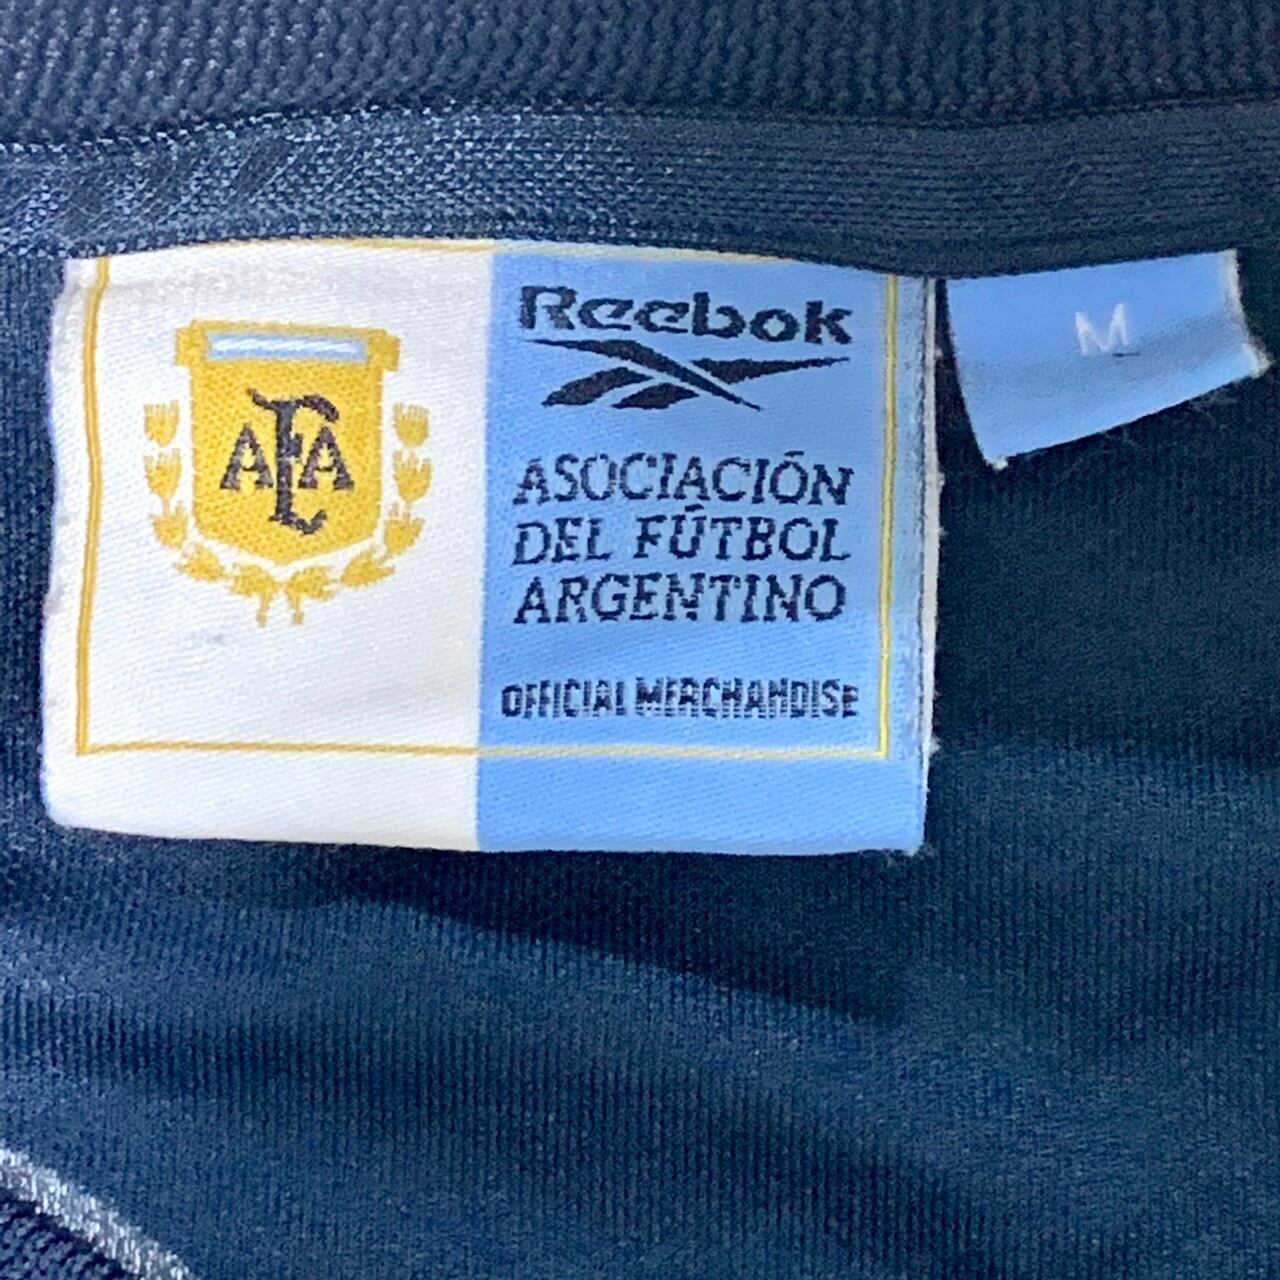 AFA
Reebok
M
ASOCIACIÓN
DEL FÚTBOL
ARGENTINO
OFFICIAL MERCHANDISE